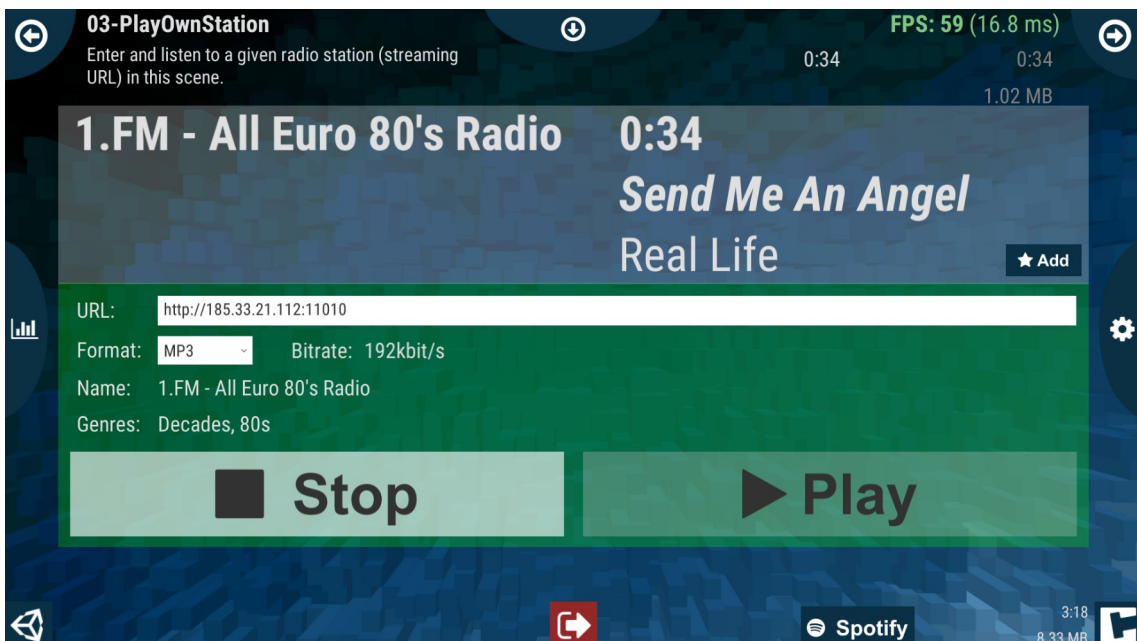 03-PlayOwnStation
Enter and listen to a given radio station (streaming
URL) in this scene.
FPS: 59 (16.8 ms)
0:34 0:34
1.02 MB
1.FM - All Euro 80's Radio
0:34
Send Me An Angel
Real Life
Add
URL: http://185.33.21.112:11010
Format: MP3 Bitrate: 192kbit/s
Name: 1.FM - All Euro 80's Radio
Genres: Decades, 80s
Stop Play
Spotify
3:18
8.33 MB